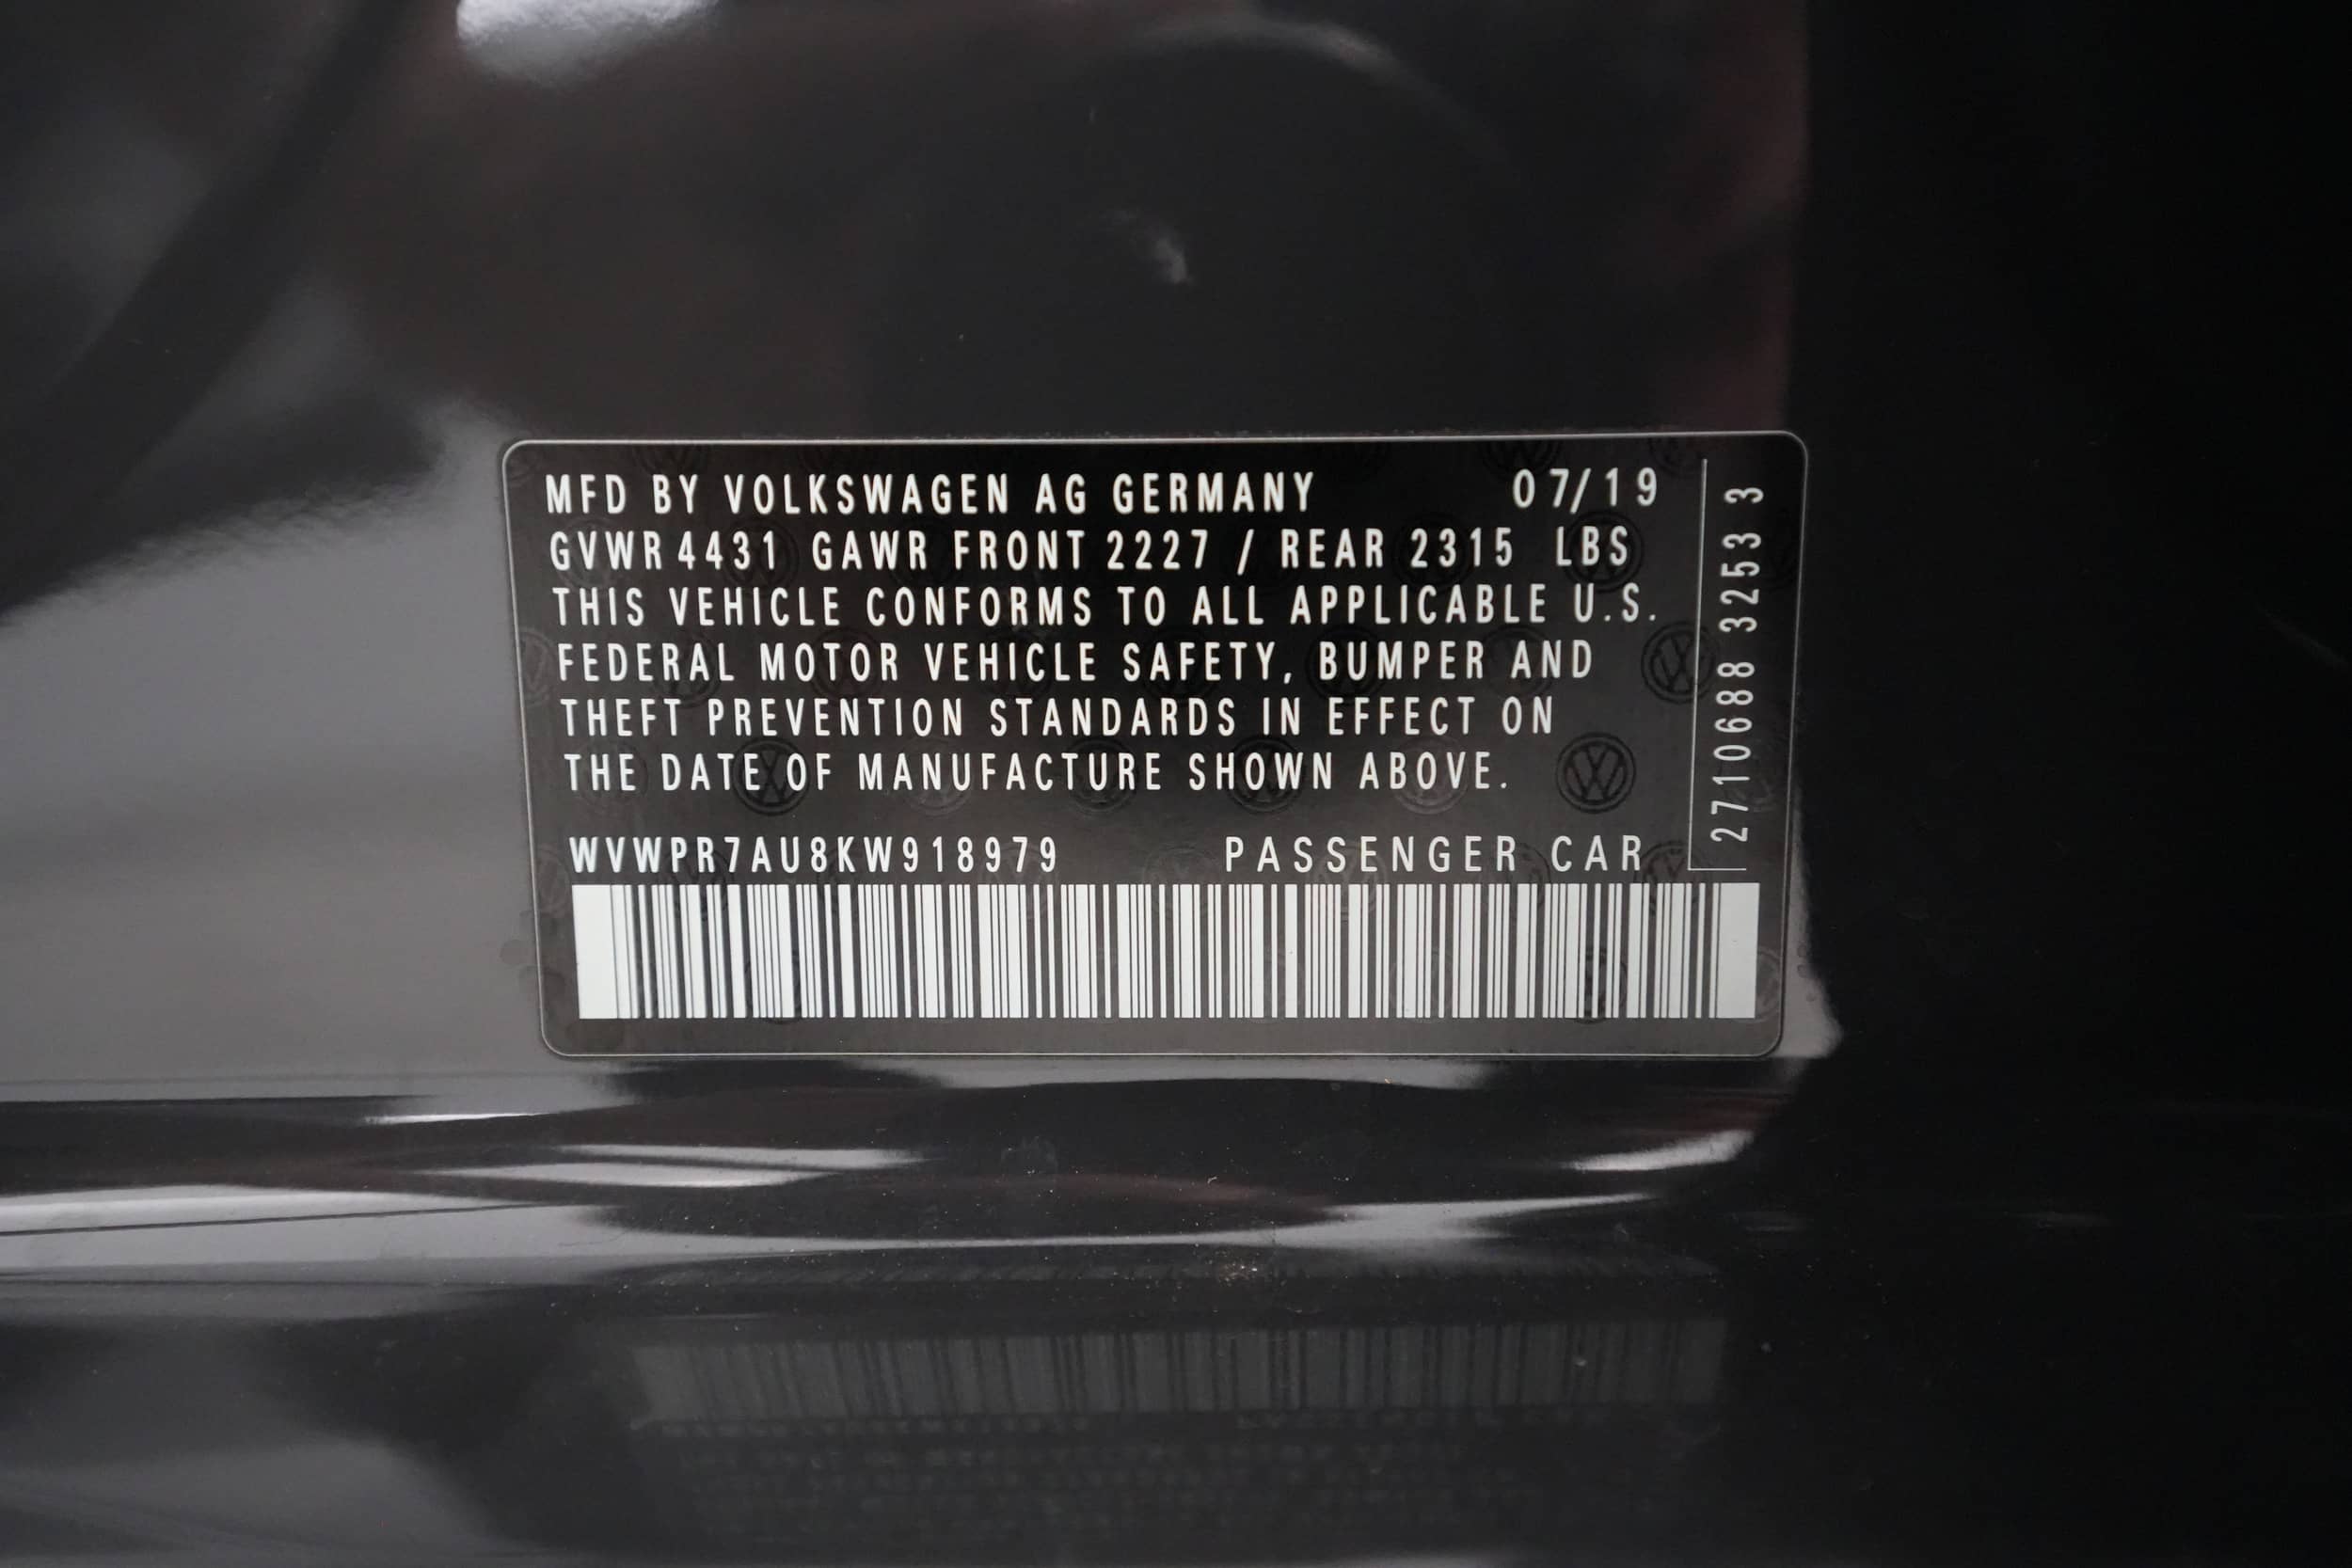 MFD BY VOLKSWAGEN AG GERMANY 07/19
GVWR 4431 GAWR FRONT 2227 / REAR 2315 LBS
THIS VEHICLE CONFORMS TO ALL APPLICABLE U.S.
FEDERAL MOTOR VEHICLE SAFETY, BUMPER AND
THEFT PREVENTION STANDARDS IN EFFECT ON
THE DATE OF MANUFACTURE SHOWN ABOVE.
WVWPR7AU8KW918979 PASSENGER CAR
2710688 3253 3